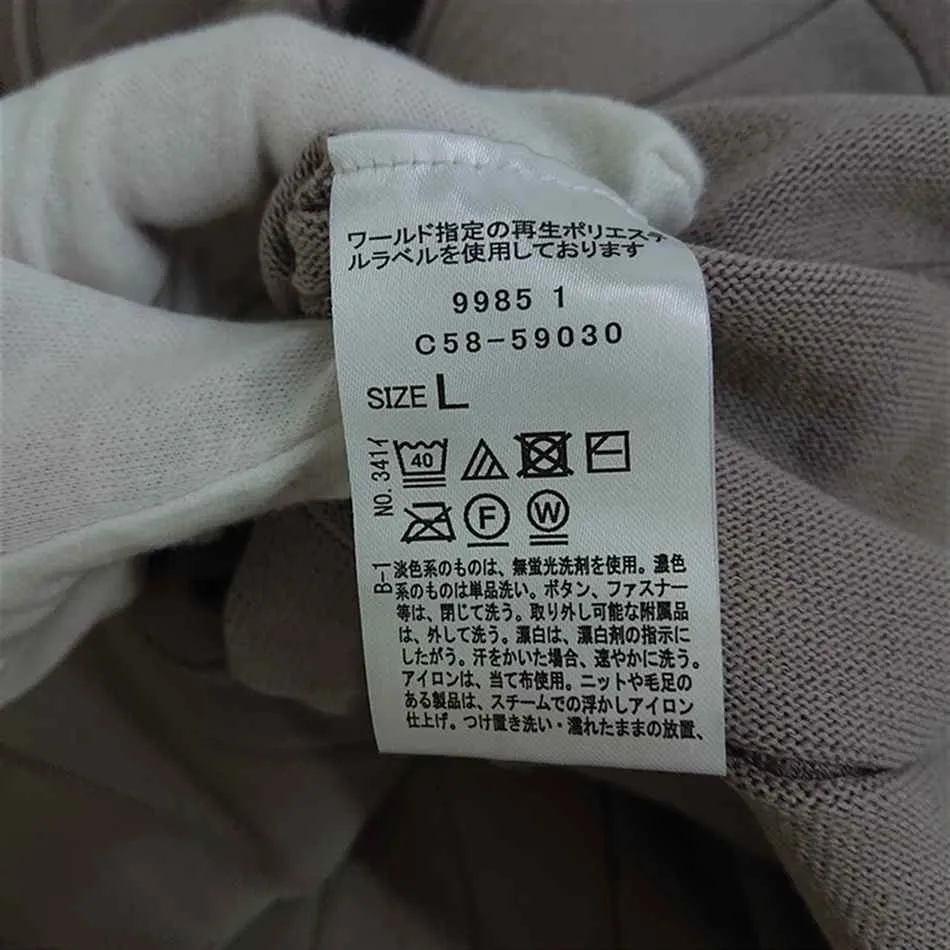 ワールド指定の再生ポリエステ
ルラベルを使用しております
9985 1
C58-59030
SIZE L
NO.341イ
40
F
W
B-1
淡色系のものは、無蛍光洗剤を使用。濃色
系のものは単品洗い。ボタン、ファスナー
等は、閉じて洗う。取り外し可能な附属品
は、外して洗う。漂白は、漂白剤の指示に
したがう。汗をかいた場合、速やかに洗う。
アイロンは、当て布使用。ニットや毛足の
ある製品は、スチームでの浮かしアイロン
仕上げ。つけ置き洗い・濡れたままの放置、